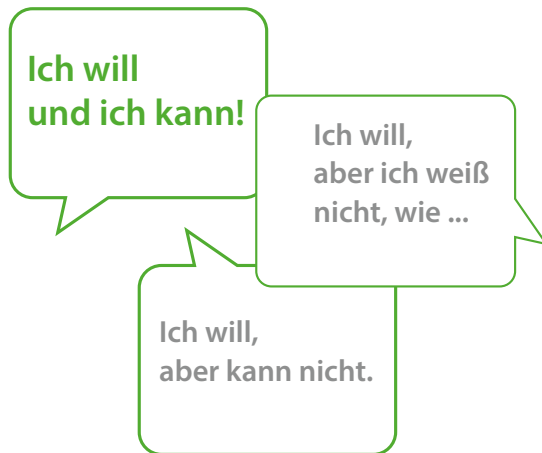 Ich will
und ich kann!
Ich will,
aber ich weiß
nicht, wie ...
Ich will,
aber kann nicht.